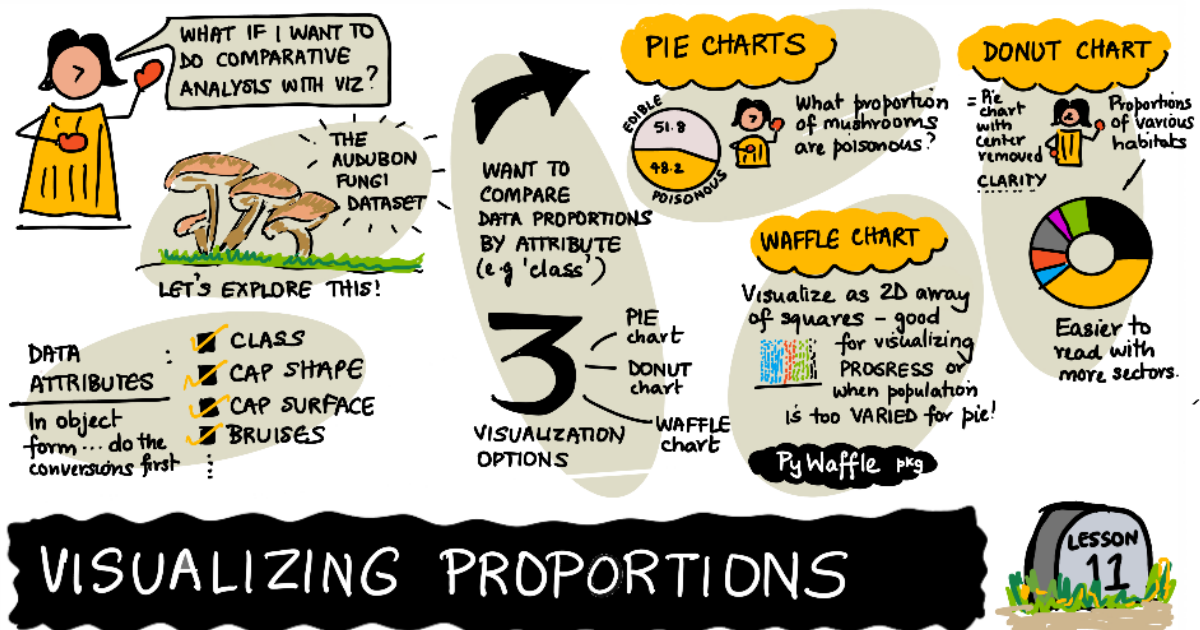 WHAT IF I WANT TO
DO COMPARATIVE
ANALYSIS WITH VIZ?
THE
AUDUBON
FUNGI
DATASET
LET'S EXPLORE THIS!
DATA
ATTRIBUTES
:
In object
form... do the
conversions first
CLASS
CAP SHAPE
CAP SURFACE
BRUISES
WANT TO
COMPARE
DATA PROPORTIONS
BY ATTRIBUTE
(e.g 'class')
3
VISUALIZATION
OPTIONS
PIE
chart
DONUT
chart
WAFFLE
chart
PIE CHARTS
EDIBLE
51.8
48.2
POISONOUS
What proportion
of mushrooms
are poisonous?
WAFFLE CHART
Visualize as 2D array
of squares - good
for visualizing
PROGRESS or
when population
is too VARIED for pie!
PyWaffle pkg
DONUT CHART
= Pie
chart
with
center
removed
CLARITY
Proportions
of various
habitats
Easier to
read with
more sectors.
VISUALIZING PROPORTIONS
LESSON
11